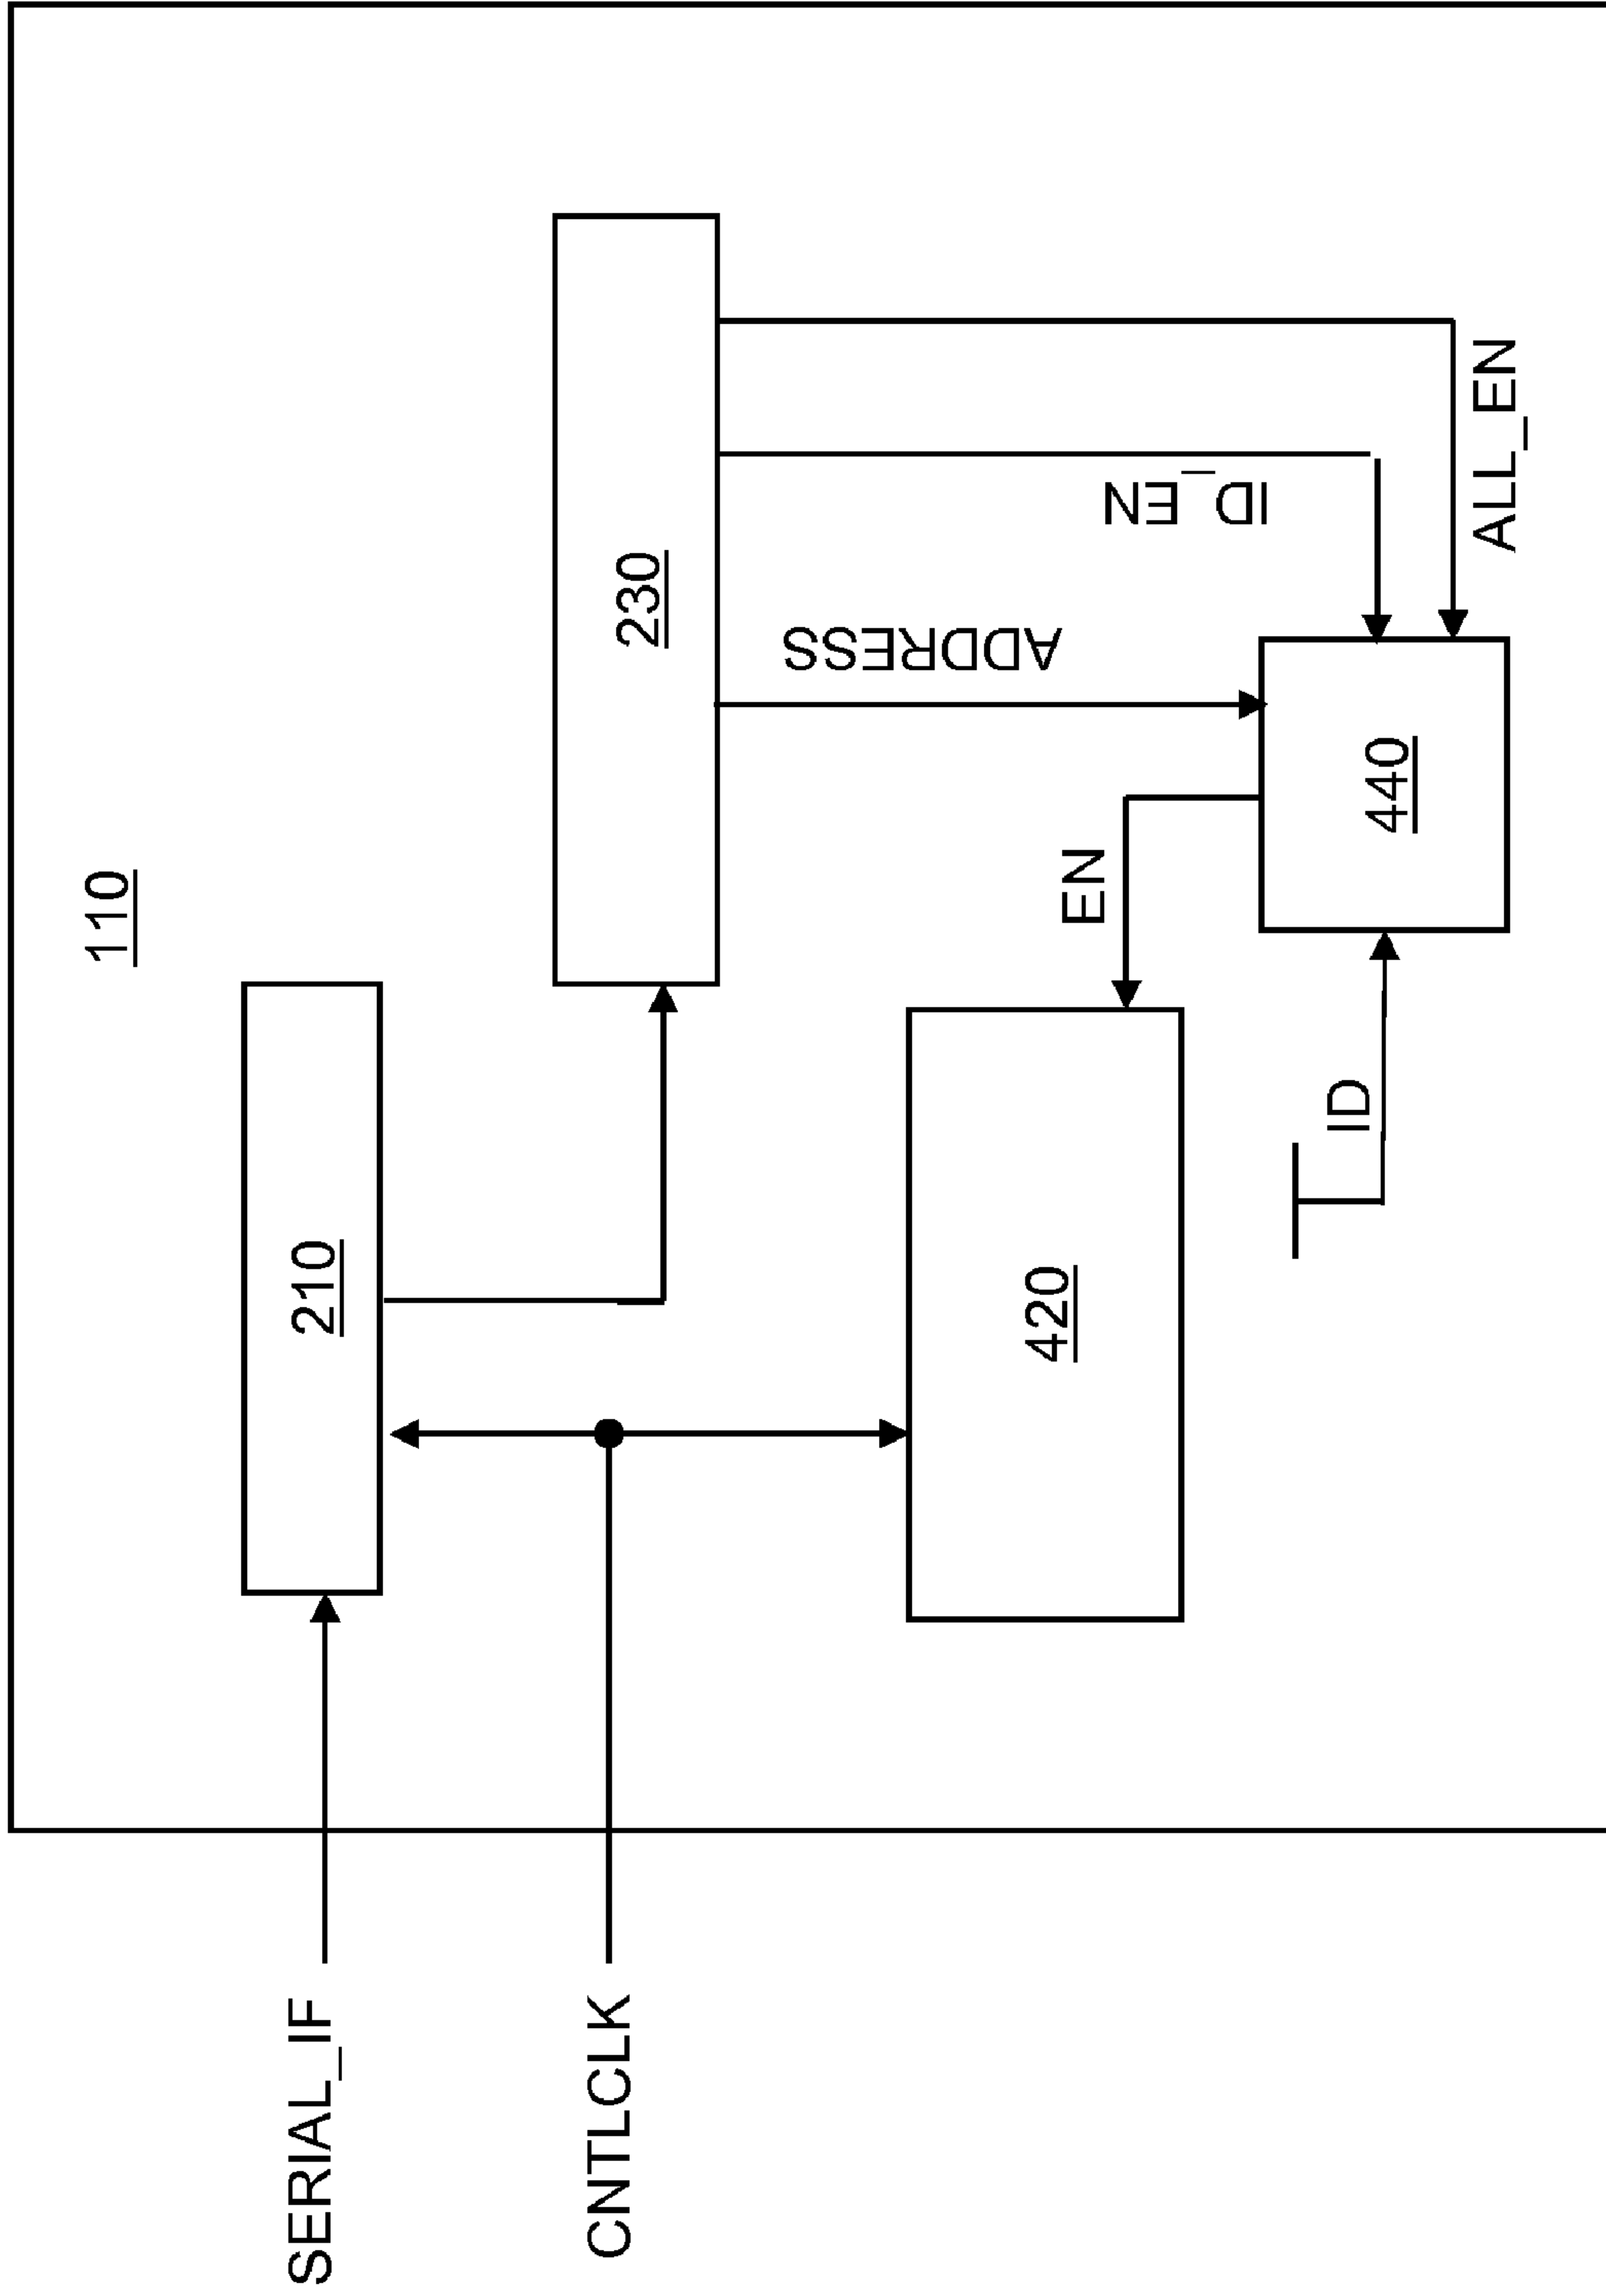 110
SERIAL_IF
210
CNTLCLK
230
420
EN
ADDRESS
ID_EN
ID
440
ALL_EN